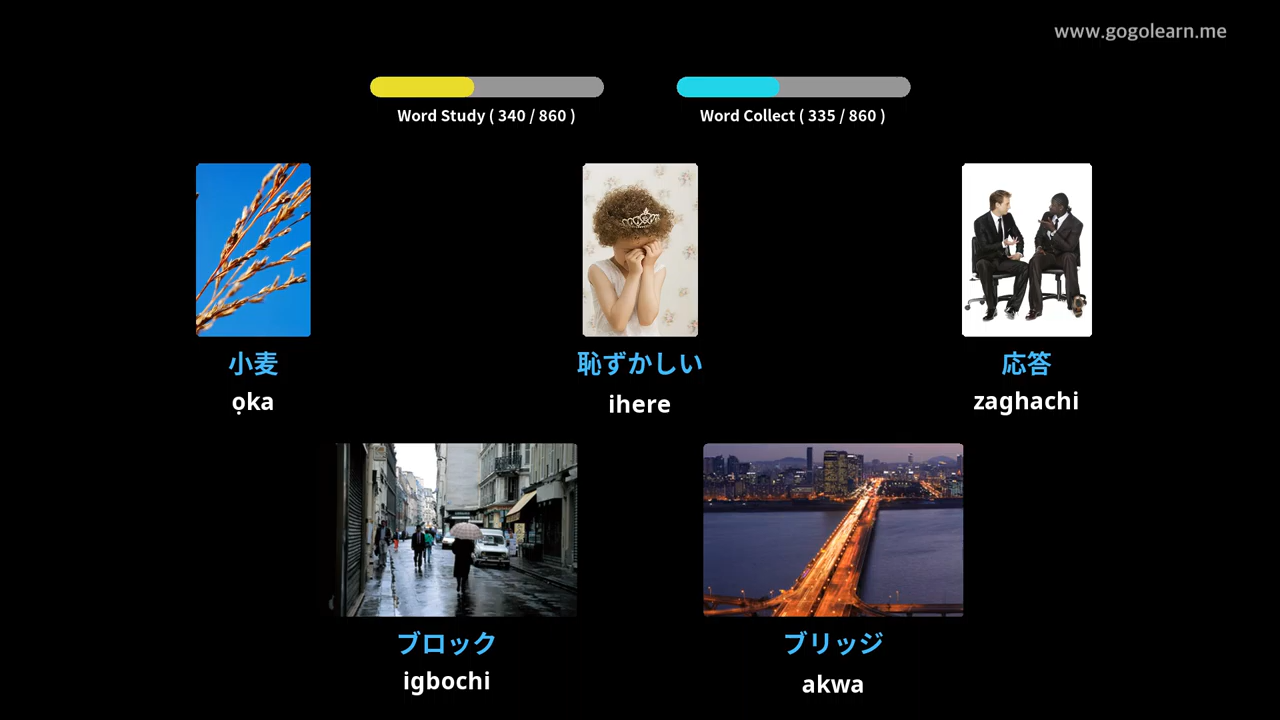 www.gogolearn.me
Word Study ( 340 / 860 )
Word Collect ( 335 / 860 )
小麦
ọka
恥ずかしい
ihere
応答
zaghachi
ブロック
igbochi
ブリッジ
akwa